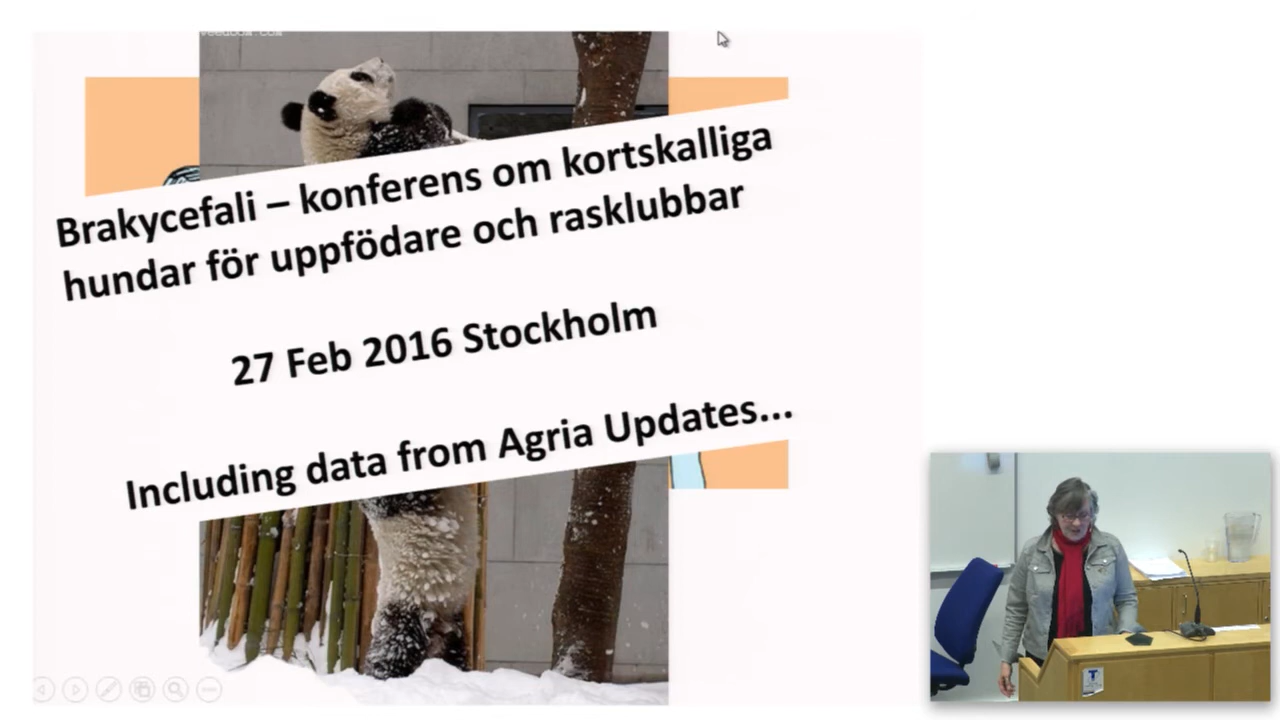 Brakycefali – konferens om kortskalliga
hundar för uppfödare och rasklubbar
27 Feb 2016 Stockholm
Including data from Agria Updates...